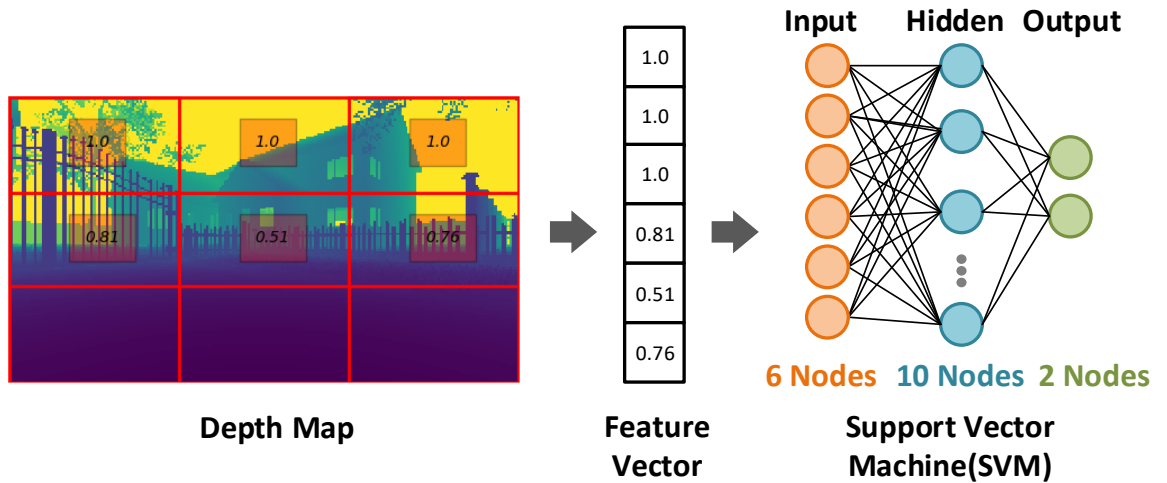 Input Hidden Output
1.0
1.0
1.0
0.81
0.51
0.76
1.0
1.0
1.0
0.81
0.51
0.76
6 Nodes 10 Nodes 2 Nodes
Depth Map
Feature
Vector
Support Vector
Machine(SVM)